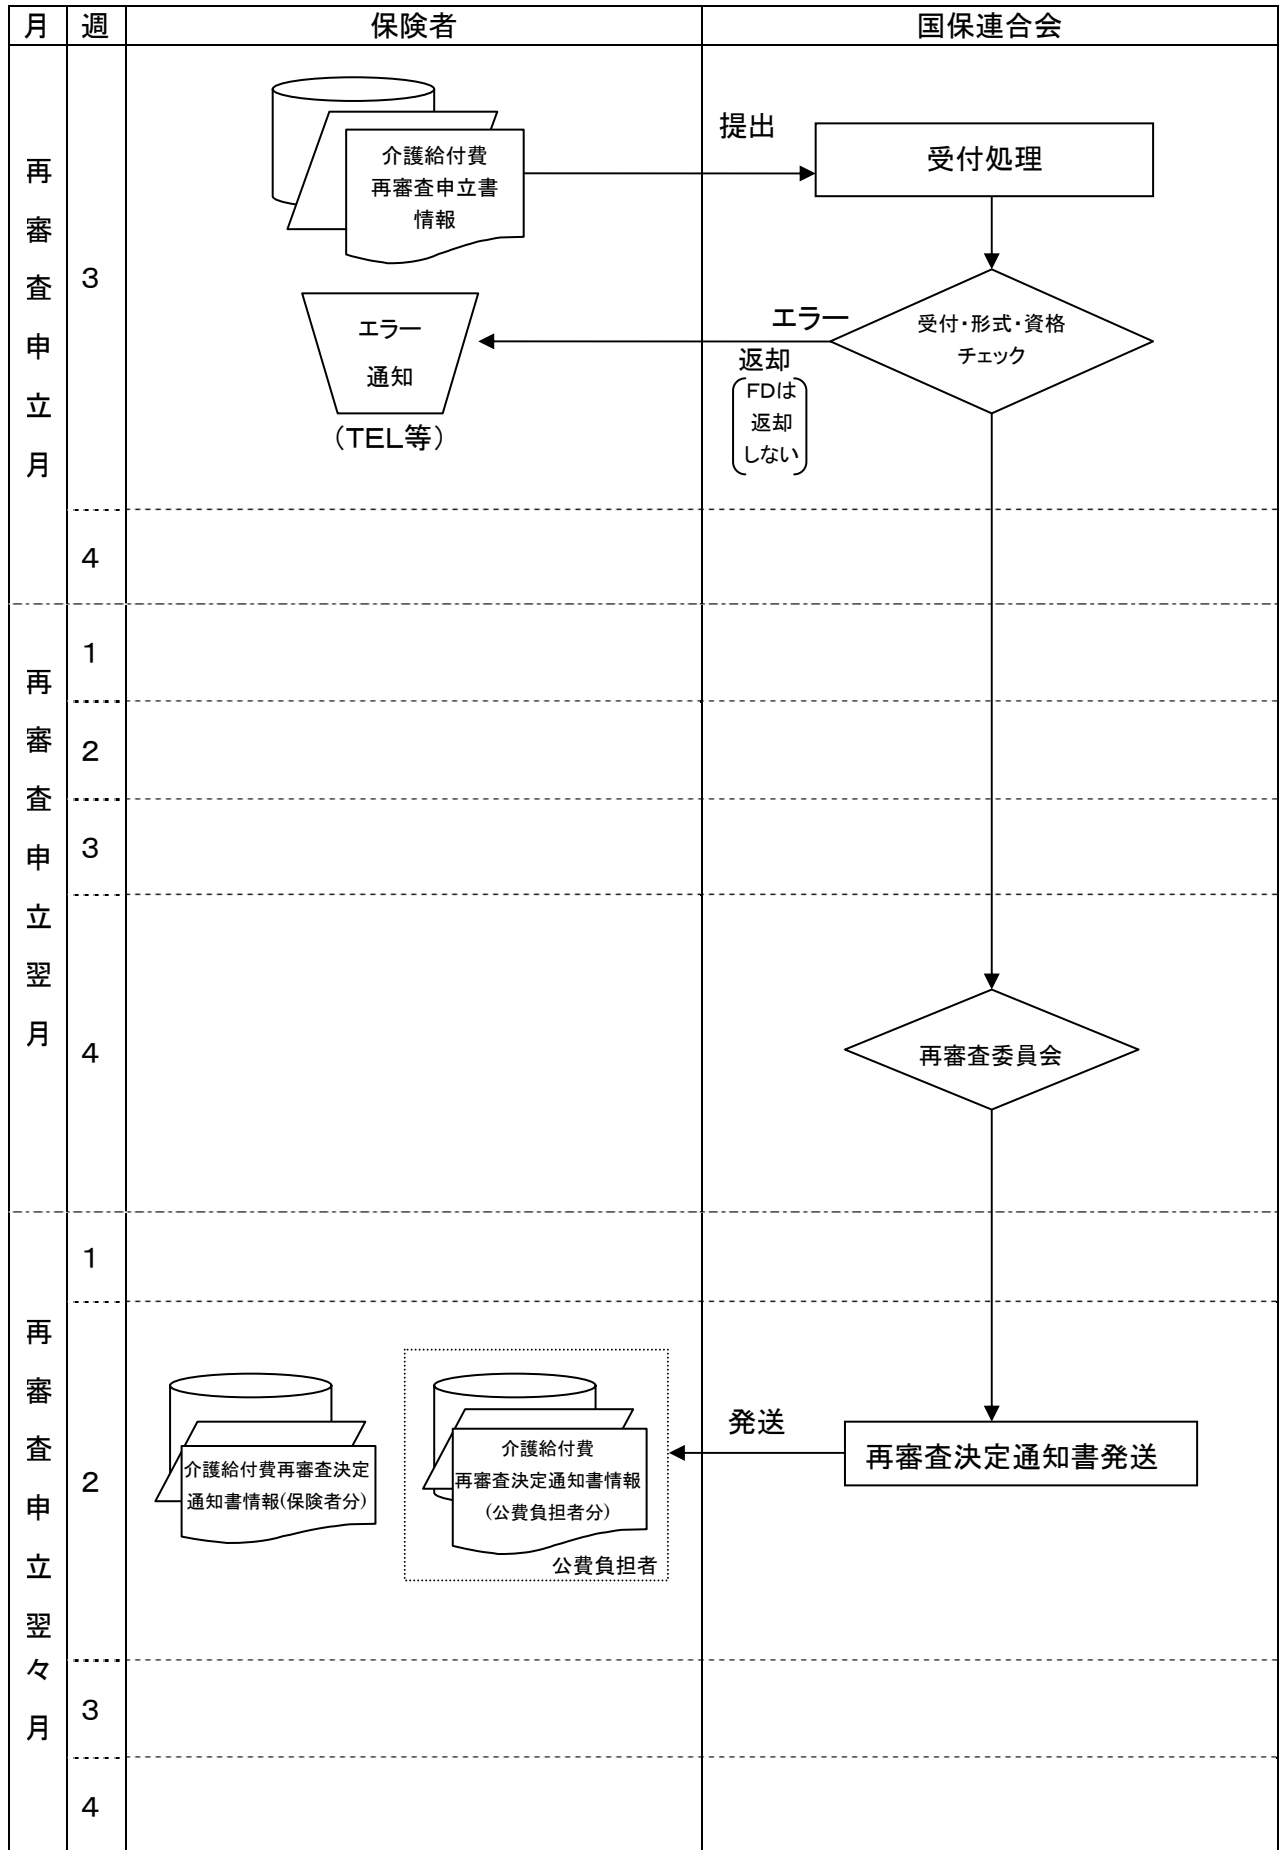 月 週 保険者 国保連合会
再審査申立月
3
介護給付費
再審査申立書
情報
提出
受付処理
受付・形式・資格
チェック
エラー
返却
FDは
返却
しない
エラー
通知
(TEL等)
4
再審査申立翌月
1
2
3
4
再審査委員会
再審査申立翌々月
1
2
介護給付費再審査決定
通知書情報(保険者分)
介護給付費
再審査決定通知書情報
(公費負担者分)
公費負担者
発送
再審査決定通知書発送
3
4